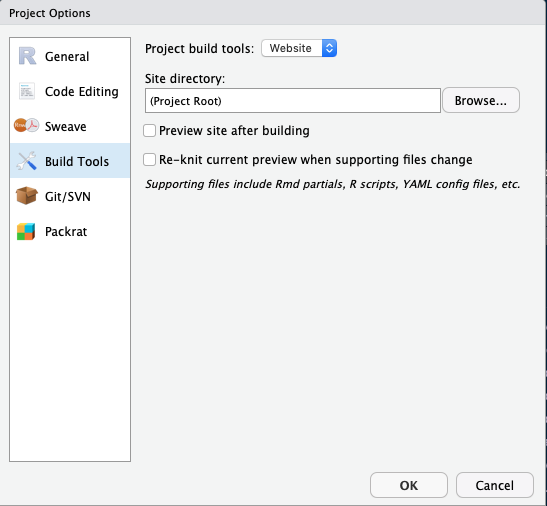 Project Options
General
Code Editing
Sweave
Build Tools
Git/SVN
Packrat
Project build tools: Website
Site directory:
(Project Root) Browse...
Preview site after building
Re-knit current preview when supporting files change
Supporting files include Rmd partials, R scripts, YAML config files, etc.
OK Cancel